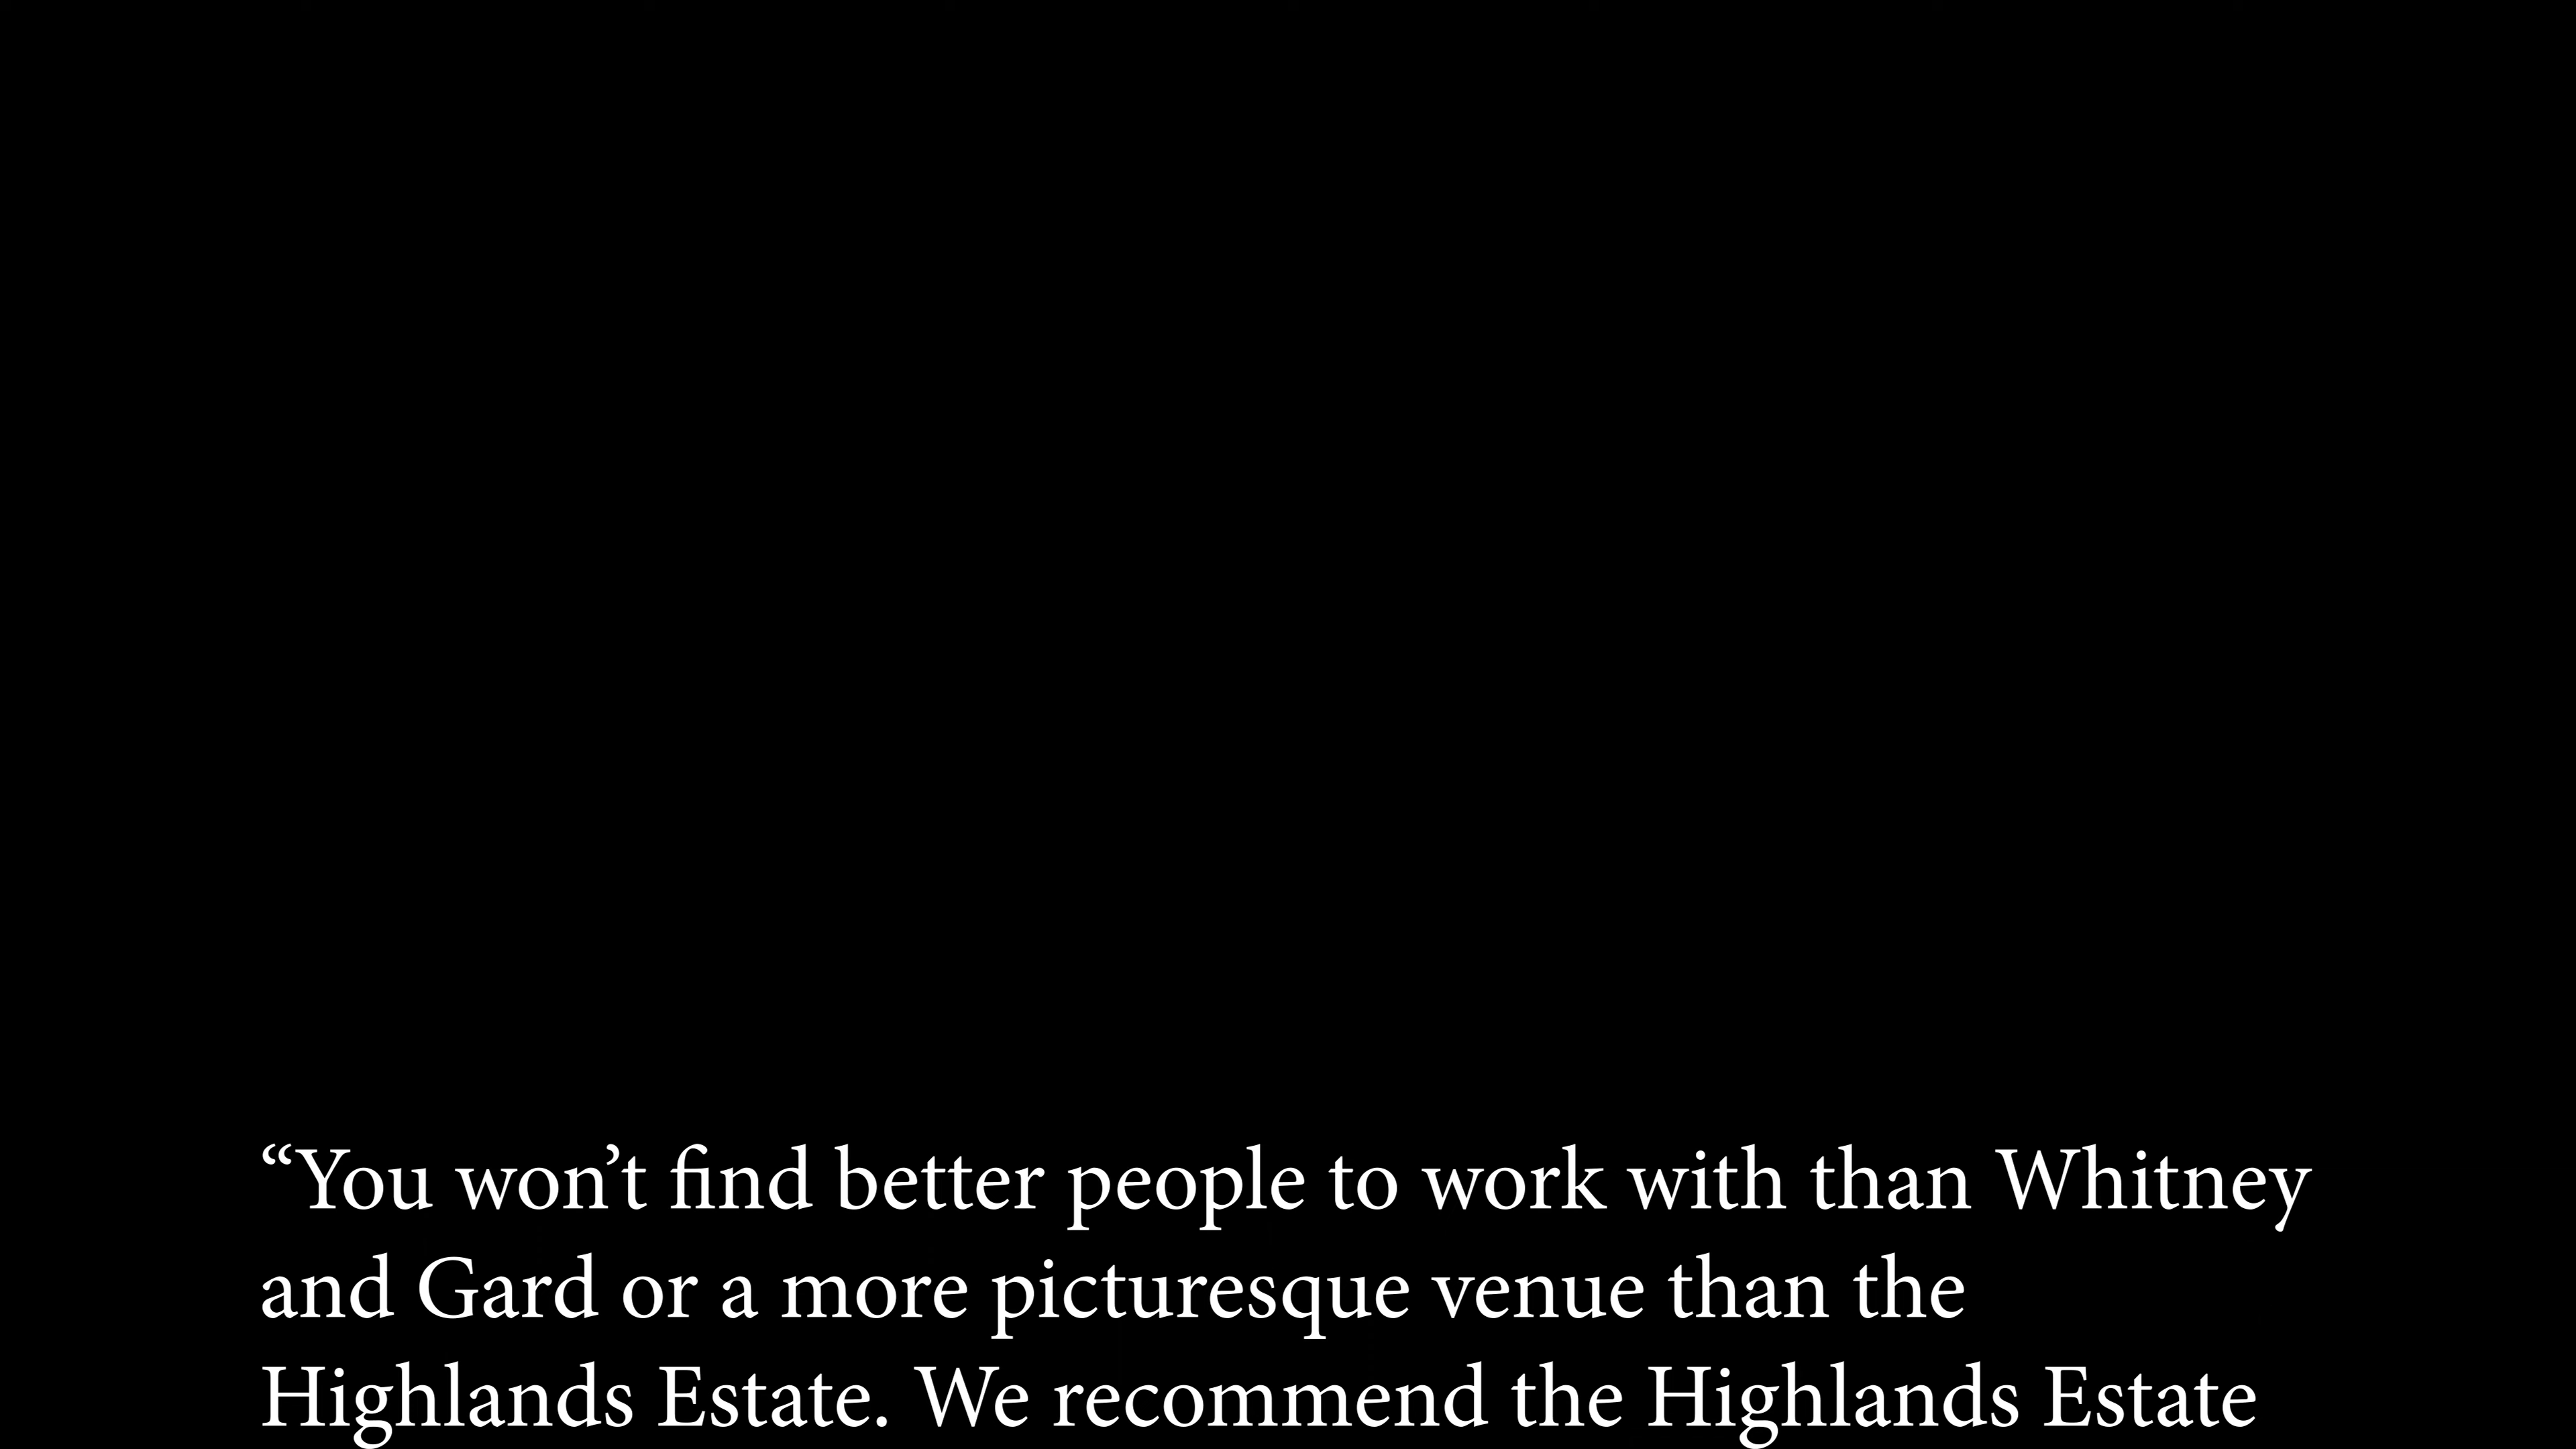 “You won’t find better people to work with than Whitney
and Gard or a more picturesque venue than the
Highlands Estate. We recommend the Highlands Estate